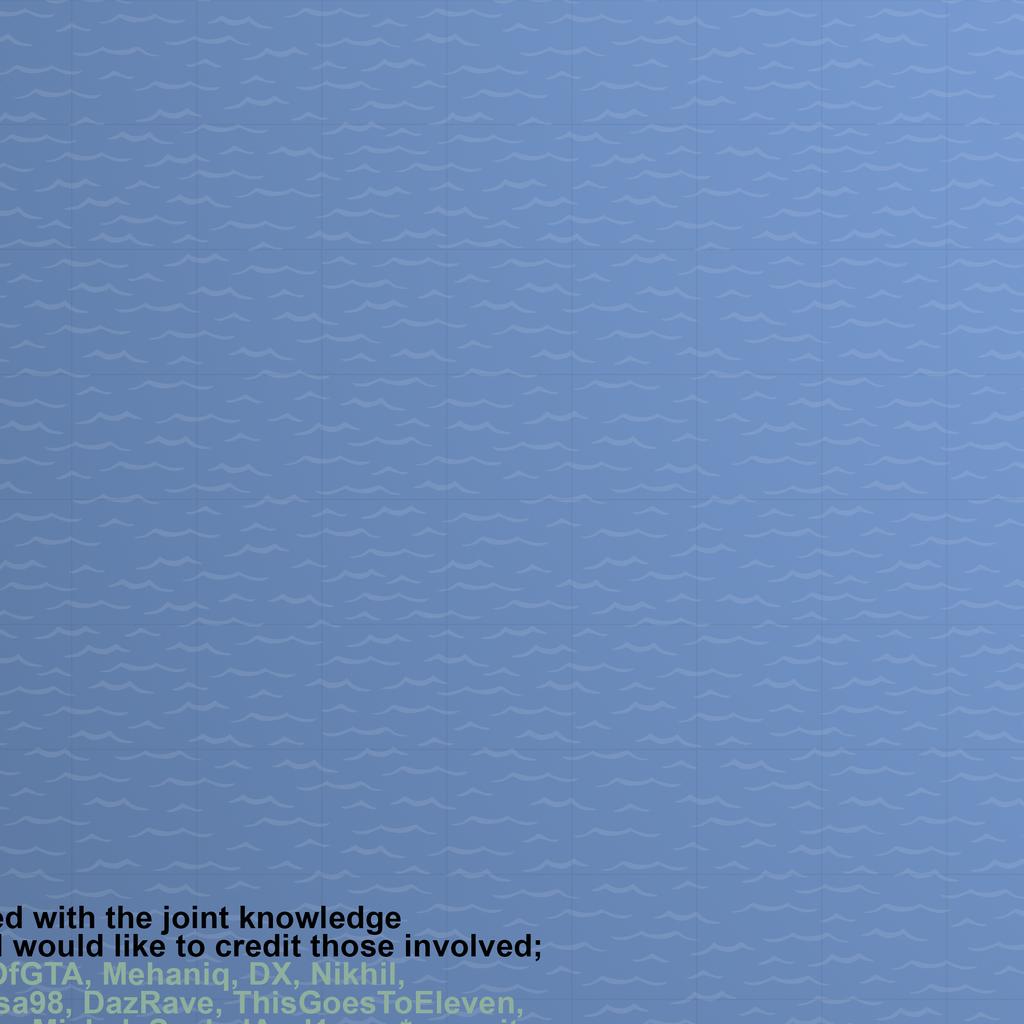 ed with the joint knowledge
I would like to credit those involved;
OfGTA, Mehaniq, DX, Nikhil,
sa98, DazRave, ThisGoesToEleven,